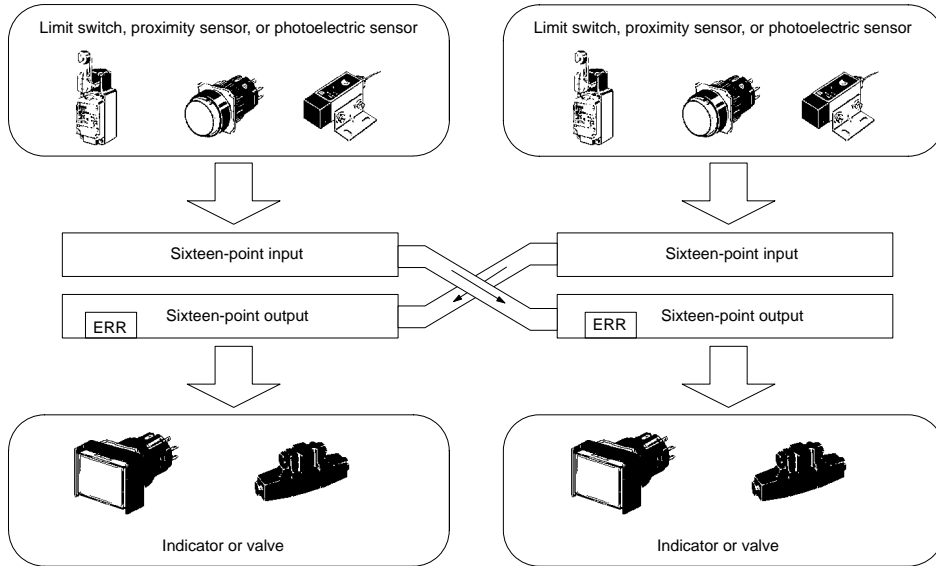 Limit switch, proximity sensor, or photoelectric sensor
Limit switch, proximity sensor, or photoelectric sensor
Sixteen-point input
Sixteen-point input
Sixteen-point output
ERR
Sixteen-point output
ERR
Indicator or valve
Indicator or valve